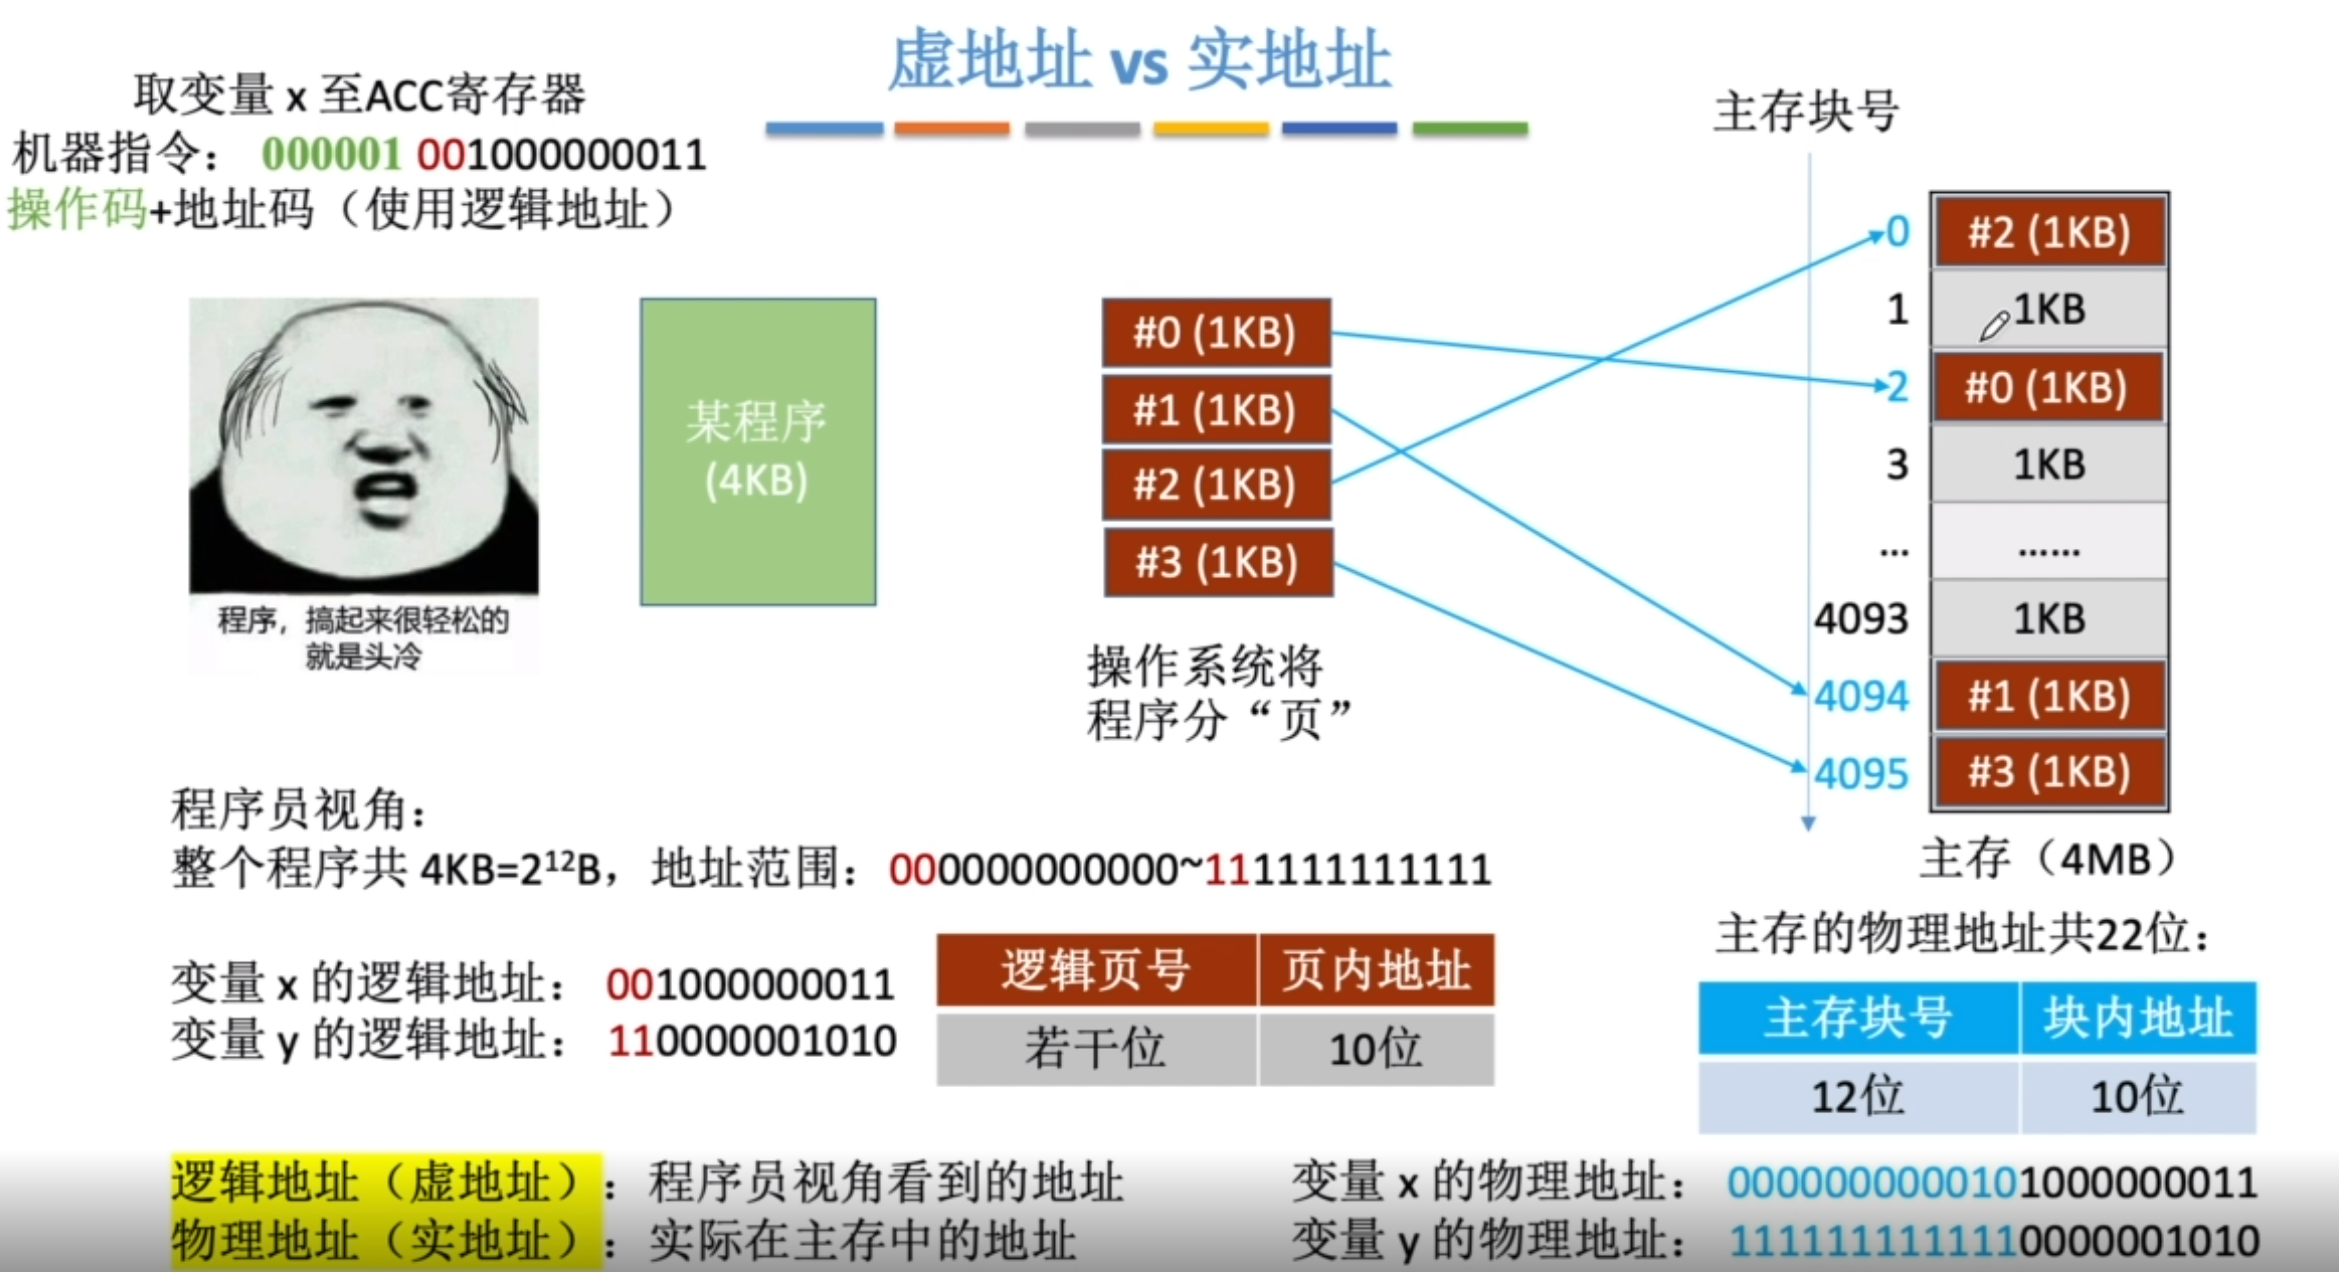 虚地址 vs 实地址
取变量 x 至ACC寄存器
机器指令： 000001 001000000011
操作码+地址码（使用逻辑地址）
程序，搞起来很轻松的
就是头冷
某程序
(4KB)
#0 (1KB)
#1 (1KB)
#2 (1KB)
#3 (1KB)
操作系统将
程序分“页”
主存块号
0 #2 (1KB)
1 1KB
2 #0 (1KB)
3 1KB
... ......
4093 1KB
4094 #1 (1KB)
4095 #3 (1KB)
主存（4MB）
程序员视角：
整个程序共 4KB=2¹²B，地址范围：000000000000~111111111111
变量 x 的逻辑地址： 001000000011
变量 y 的逻辑地址： 110000001010
逻辑页号 页内地址
若干位 10位
主存的物理地址共22位：
主存块号 块内地址
12位 10位
逻辑地址（虚地址）：程序员视角看到的地址
物理地址（实地址）：实际在主存中的地址
变量 x 的物理地址： 0000000000101000000011
变量 y 的物理地址： 1111111111110000001010